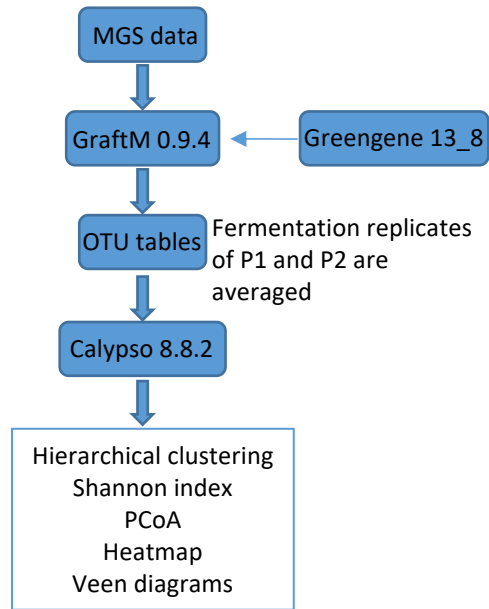 MGS data
GraftM 0.9.4
Greengene 13_8
OTU tables
Fermentation replicates
of P1 and P2 are
averaged
Calypso 8.8.2
Hierarchical clustering
Shannon index
PCoA
Heatmap
Veen diagrams